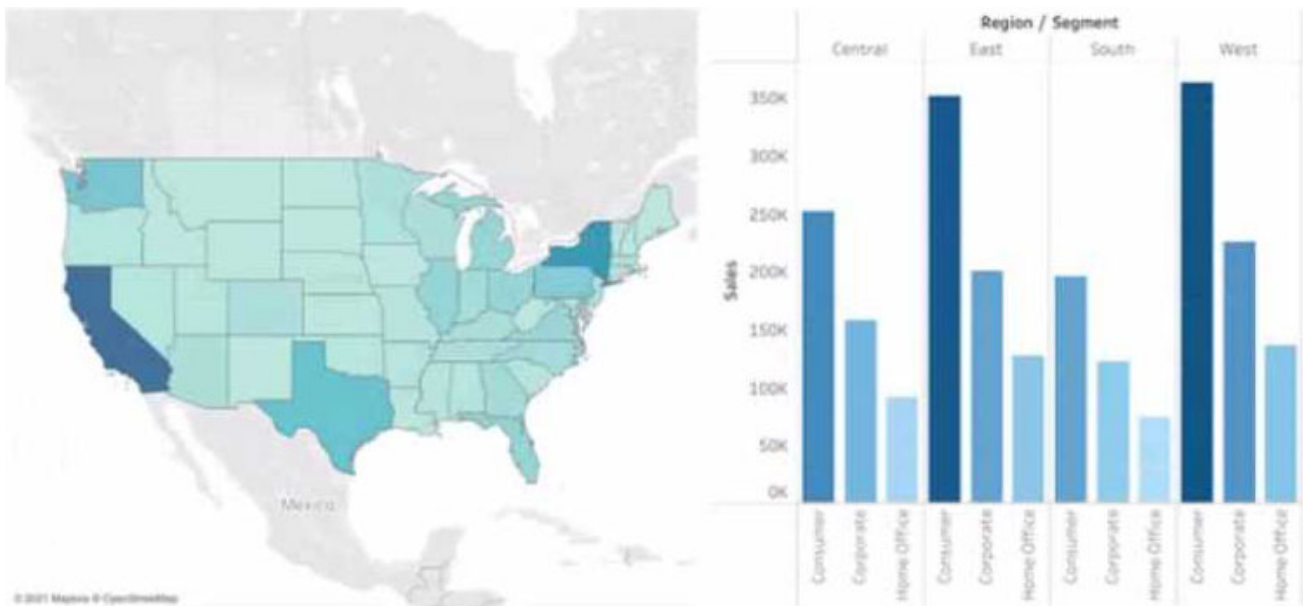 Mexico
© 2021 Mapbox © OpenStreetMap
Region / Segment
Central East South West
Sales
350K
300K
250K
200K
150K
100K
50K
0K
Consumer
Corporate
Home Office
Consumer
Corporate
Home Office
Consumer
Corporate
Home Office
Consumer
Corporate
Home Office